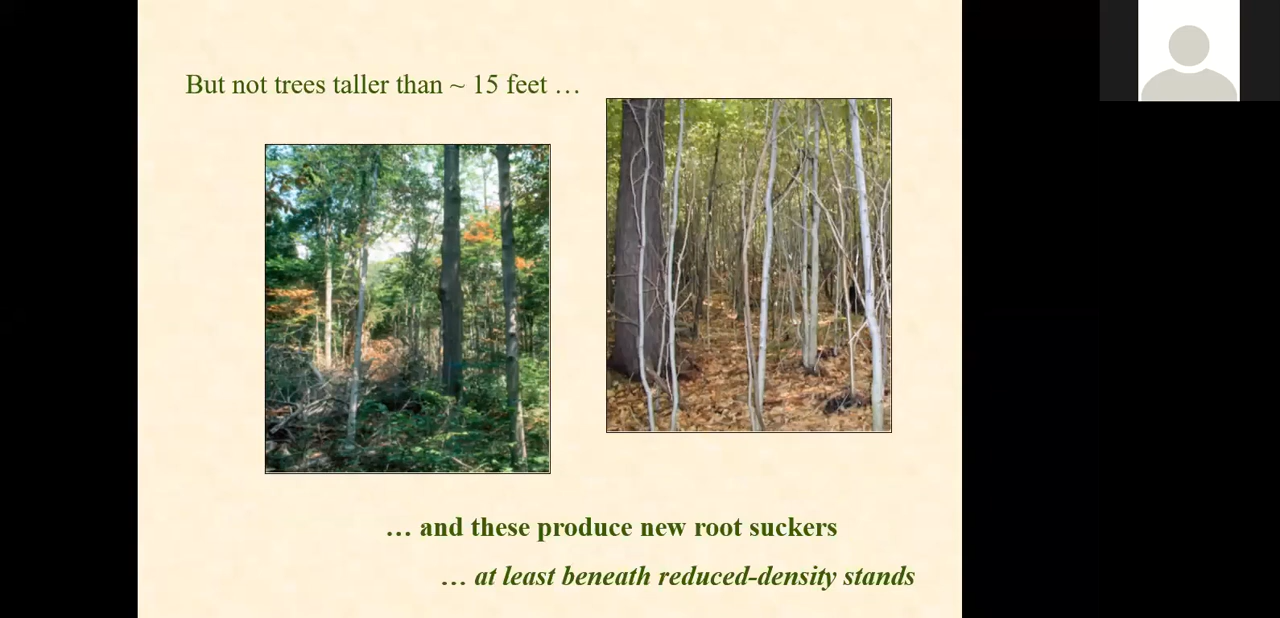 But not trees taller than ~ 15 feet …
… and these produce new root suckers
… at least beneath reduced-density stands